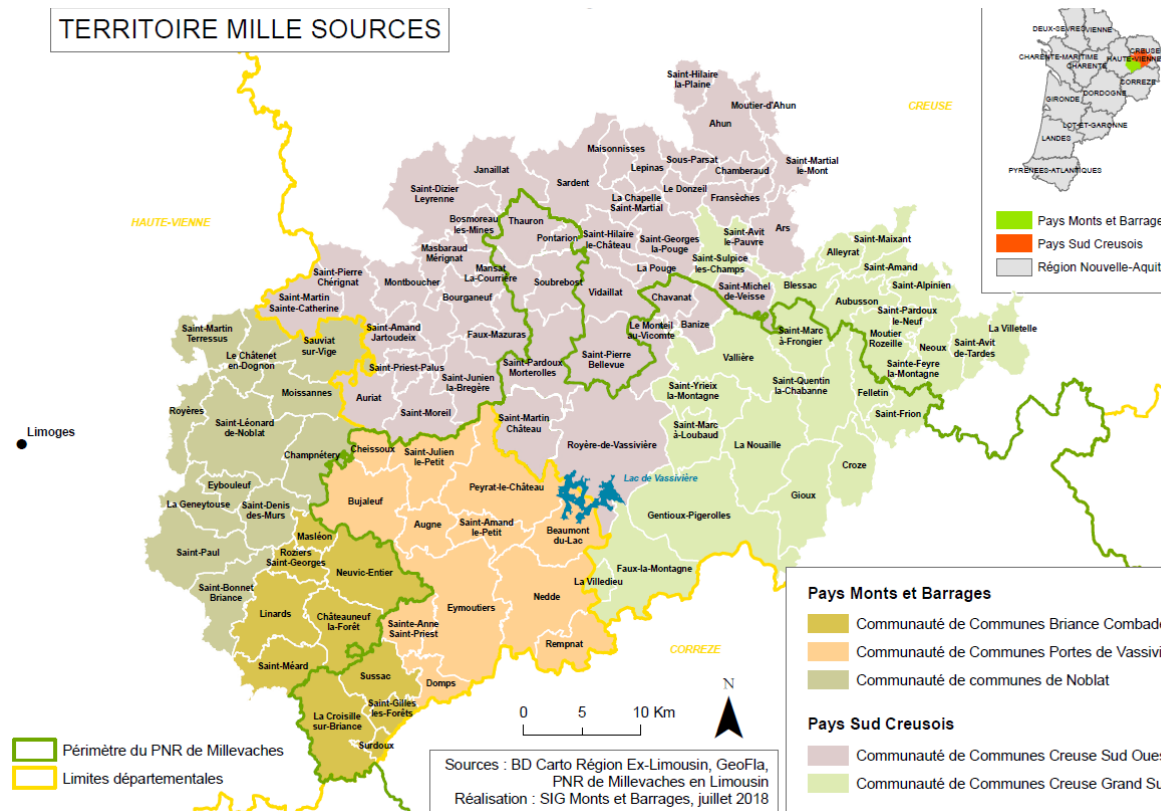 TERRITOIRE MILLE SOURCES
DEUX-SEVRES
VIENNE
CREUSE
CHARENTE-MARITIME
HAUTE-VIENNE
CHARENTE
CORREZE
DORDOGNE
GIRONDE
LOT-ET-GARONNE
LANDES
PYRENEES-ATLANTIQUES
Pays Monts et Barrage
Pays Sud Creusois
Région Nouvelle-Aquit
CREUSE
HAUTE-VIENNE
CORREZE
Limoges
Saint-Hilaire
la-Plaine
Moutier-d'Ahun
Ahun
Maisonnisses
Lepinas
Sous-Parsat
Chamberaud
Saint-Martial
le-Mont
Janaillat
Sardent
Saint-Dizier
Leyrenne
La Chapelle
Saint-Martial
Le Donzeil
Fransèches
Ars
Bosmoreau
les-Mines
Thauron
Pontarion
Saint-Hilaire
le-Château
Saint-Georges
la-Pouge
Saint-Avit
le-Pauvre
Saint-Sulpice
les-Champs
Masbaraud
Mérignat
Mansat
La-Courrière
La Pouge
Saint-Michel
de-Veisse
Saint-Pierre
Chérignat
Montboucher
Bourganeuf
Soubrebost
Vidaillat
Chavanat
Banize
Blessac
Alleyrat
Saint-Maixant
Saint-Amand
Saint-Alpinien
Aubusson
Saint-Pardoux
le-Neuf
Moutier
Rozeille
Neoux
La Villetelle
Saint-Avit
de-Tardes
Sainte-Feyre
la-Montagne
Saint-Martin
Sainte-Catherine
Saint-Amand
Jartoudeix
Faux-Mazuras
Le Monteil
au-Vicomte
Saint-Marc
à-Frongier
Saint-Martin
Terressus
Le Châtenet
en-Dognon
Sauviat
sur-Vige
Saint-Priest-Palus
Saint-Junien
la-Bregère
Saint-Pardoux
Morterolles
Saint-Pierre
Bellevue
Vallière
Saint-Yrieix
la-Montagne
Saint-Quentin
la-Chabanne
Felletin
Saint-Frion
Moissannes
Auriat
Saint-Moreil
Saint-Martin
Château
Royère-de-Vassivière
Saint-Marc
à-Loubaud
La Nouaille
Croze
Gioux
Royères
Saint-Léonard
de-Noblat
Champnétery
Cheissoux
Saint-Julien
le-Petit
Peyrat-le-Château
Lac de Vassivière
Gentioux-Pigerolles
Eybouleuf
La Geneytouse
Saint-Denis
des-Murs
Bujaleuf
Augne
Saint-Amand
le-Petit
Beaumont
du-Lac
Faux-la-Montagne
La Villedieu
Saint-Paul
Masléon
Roziers
Saint-Georges
Neuvic-Entier
Saint-Bonnet
Briance
Linards
Châteauneuf
la-Forêt
Sainte-Anne
Saint-Priest
Eymoutiers
Nedde
Rempnat
Saint-Méard
Sussac
Domps
Saint-Gilles
les-Forêts
La Croisille
sur-Briance
Surdoux
N
0 5 10 Km
Périmètre du PNR de Millevaches
Limites départementales
Sources : BD Carto Région Ex-Limousin, GeoFla,
PNR de Millevaches en Limousin
Réalisation : SIG Monts et Barrages, juillet 2018
Pays Monts et Barrages
Communauté de Communes Briance Combade
Communauté de Communes Portes de Vassivi
Communauté de communes de Noblat
Pays Sud Creusois
Communauté de Communes Creuse Sud Oues
Communauté de Communes Creuse Grand Su